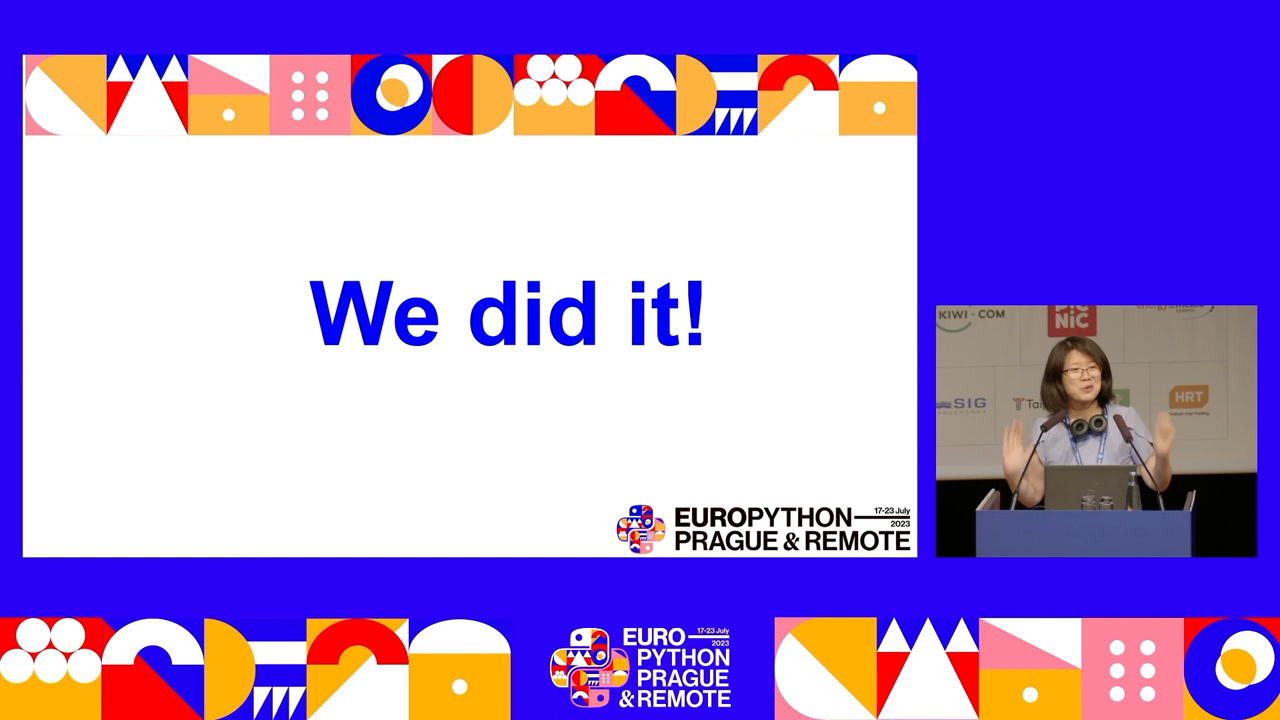 We did it!
EUROPYTHON
17-23 July
2023
PRAGUE & REMOTE
KIWI.COM
NiC
SIG
HRT
EURO
17-23 July
2023
PYTHON
PRAGUE
& REMOTE